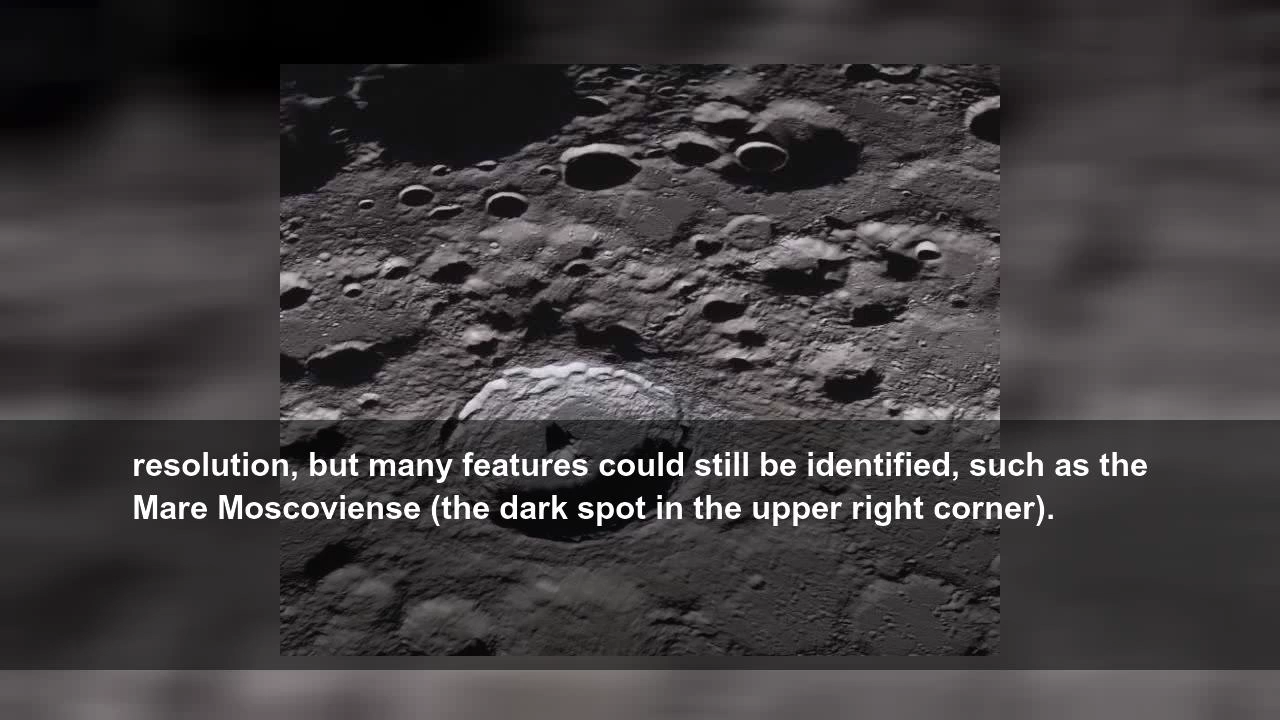 resolution, but many features could still be identified, such as the
Mare Moscoviense (the dark spot in the upper right corner).